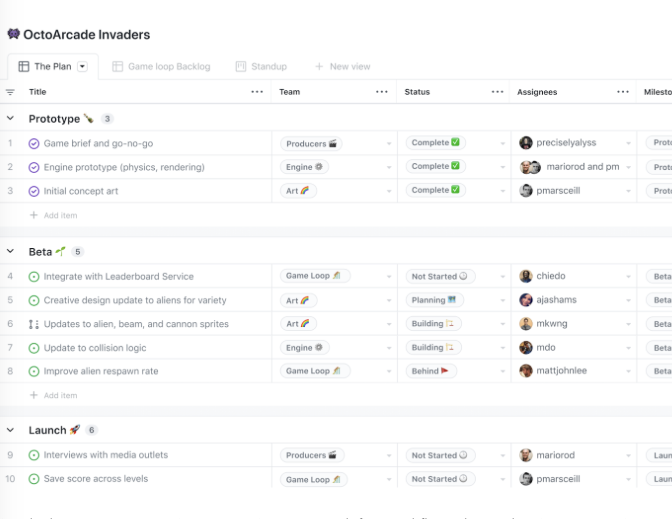 OctoArcade Invaders
The Plan Game loop Backlog Standup + New view
Title ... Team ... Status ... Assignees ... Milesto
Prototype 3
1 Game brief and go-no-go Producers Complete ✅ preciselyalyss Proto
2 Engine prototype (physics, rendering) Engine Complete ✅ mariorod and pm Proto
3 Initial concept art Art 🌈 Complete ✅ pmarsceill Proto
+ Add item
Beta 🌱 5
4 Integrate with Leaderboard Service Game Loop Not Started chiedo Beta
5 Creative design update to aliens for variety Art 🌈 Planning ajashams Beta
6 Updates to alien, beam, and cannon sprites Art 🌈 Building mkwng Beta
7 Update to collision logic Engine Building mdo Beta
8 Improve alien respawn rate Game Loop Behind 🚩 mattjohnlee Beta
+ Add item
Launch 🚀 6
9 Interviews with media outlets Producers Not Started mariorod Laun
10 Save score across levels Game Loop Not Started pmarsceill Laun